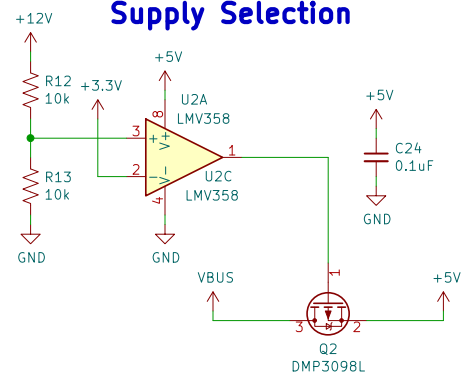 Supply Selection
+12V
+5V
R12
10k
+3.3V
8
U2A
LMV358
+5V
3
+
V+
1
C24
0.1uF
R13
10k
2
−
V−
U2C
LMV358
4
GND
GND
GND
1
VBUS
+5V
3
2
Q2
DMP3098L